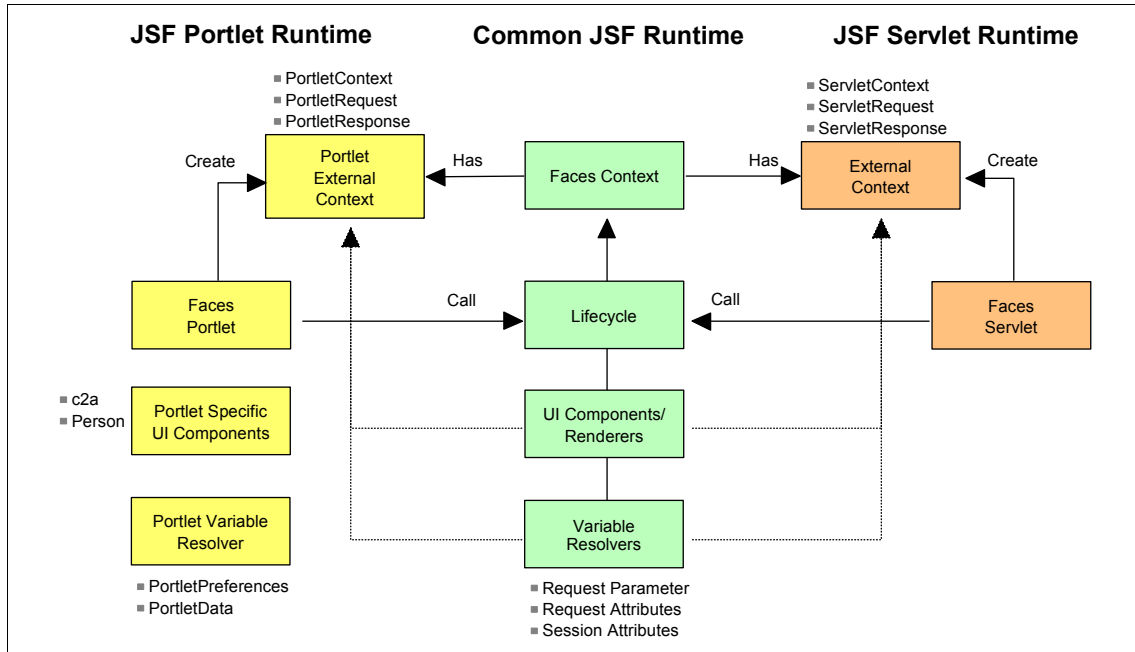 JSF Portlet Runtime
Common JSF Runtime
JSF Servlet Runtime
PortletContext
PortletRequest
PortletResponse
ServletContext
ServletRequest
ServletResponse
Create
Portlet
External
Context
Has
Faces Context
Has
External
Context
Create
Faces
Portlet
Call
Lifecycle
Call
Faces
Servlet
c2a
Person
Portlet Specific
UI Components
UI Components/
Renderers
Portlet Variable
Resolver
Variable
Resolvers
PortletPreferences
PortletData
Request Parameter
Request Attributes
Session Attributes